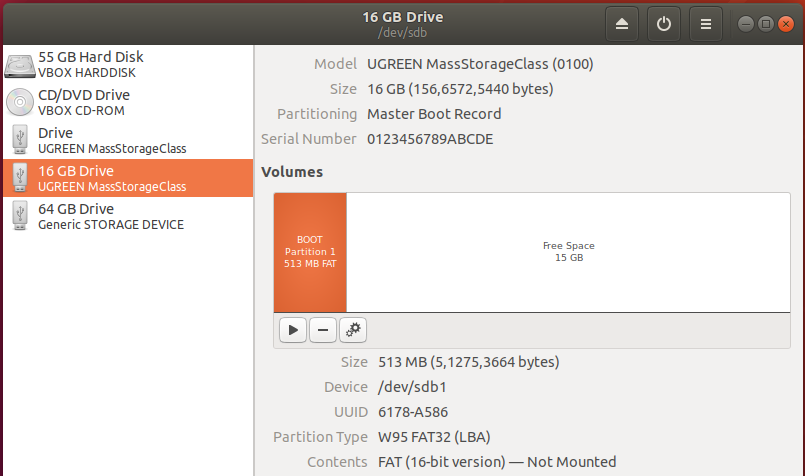 16 GB Drive
/dev/sdb
55 GB Hard Disk
VBOX HARDDISK
CD/DVD Drive
VBOX CD-ROM
Drive
UGREEN MassStorageClass
16 GB Drive
UGREEN MassStorageClass
64 GB Drive
Generic STORAGE DEVICE
Model UGREEN MassStorageClass (0100)
Size 16 GB (156,6572,5440 bytes)
Partitioning Master Boot Record
Serial Number 0123456789ABCDE
Volumes
BOOT
Partition 1
513 MB FAT
Free Space
15 GB
Size 513 MB (5,1275,3664 bytes)
Device /dev/sdb1
UUID 6178-A586
Partition Type W95 FAT32 (LBA)
Contents FAT (16-bit version) — Not Mounted